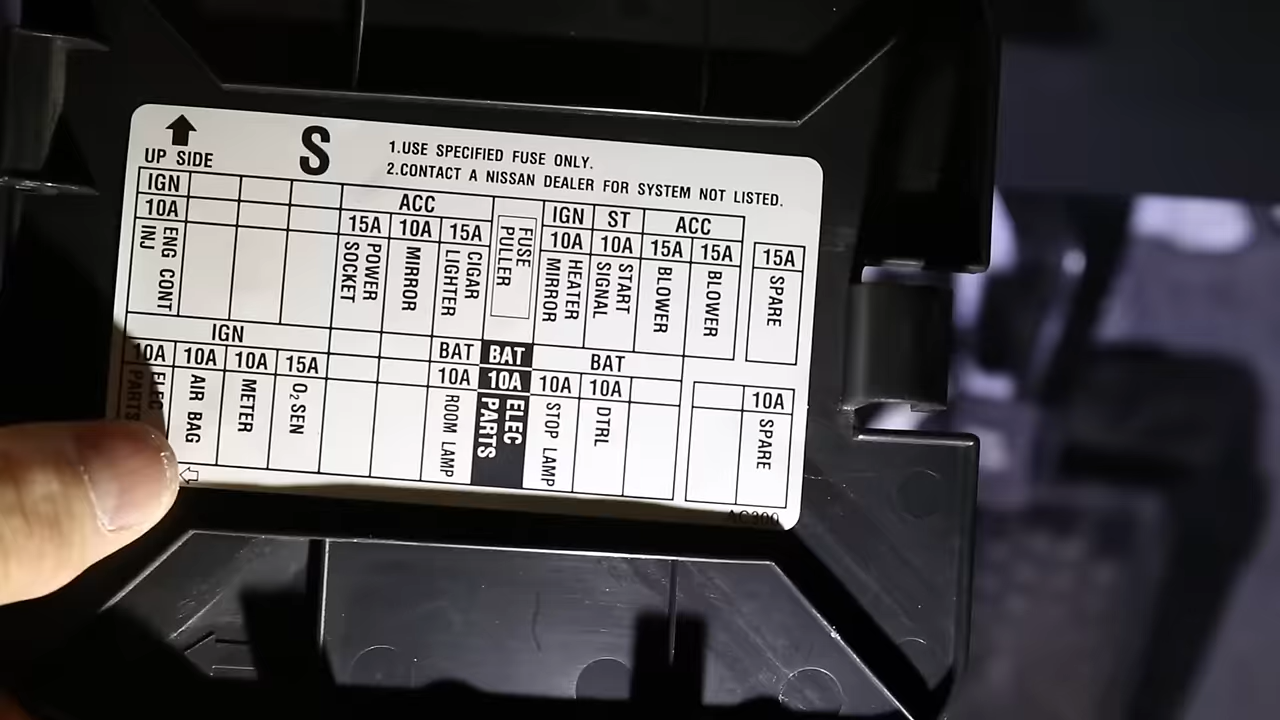 UP SIDE
S
1.USE SPECIFIED FUSE ONLY.
2.CONTACT A NISSAN DEALER FOR SYSTEM NOT LISTED.
IGN
10A
ENG CONT
INJ
ACC
15A
POWER
SOCKET
10A
MIRROR
15A
CIGAR
LIGHTER
FUSE
PULLER
IGN
10A
HEATER
MIRROR
ST
10A
START
SIGNAL
ACC
15A
BLOWER
15A
BLOWER
15A
SPARE
IGN
10A
ELEC
PARTS
10A
AIR BAG
10A
METER
15A
O₂ SEN
BAT
10A
ROOM LAMP
BAT
10A
ELEC
PARTS
BAT
10A
STOP LAMP
10A
DTRL
10A
SPARE
AC300